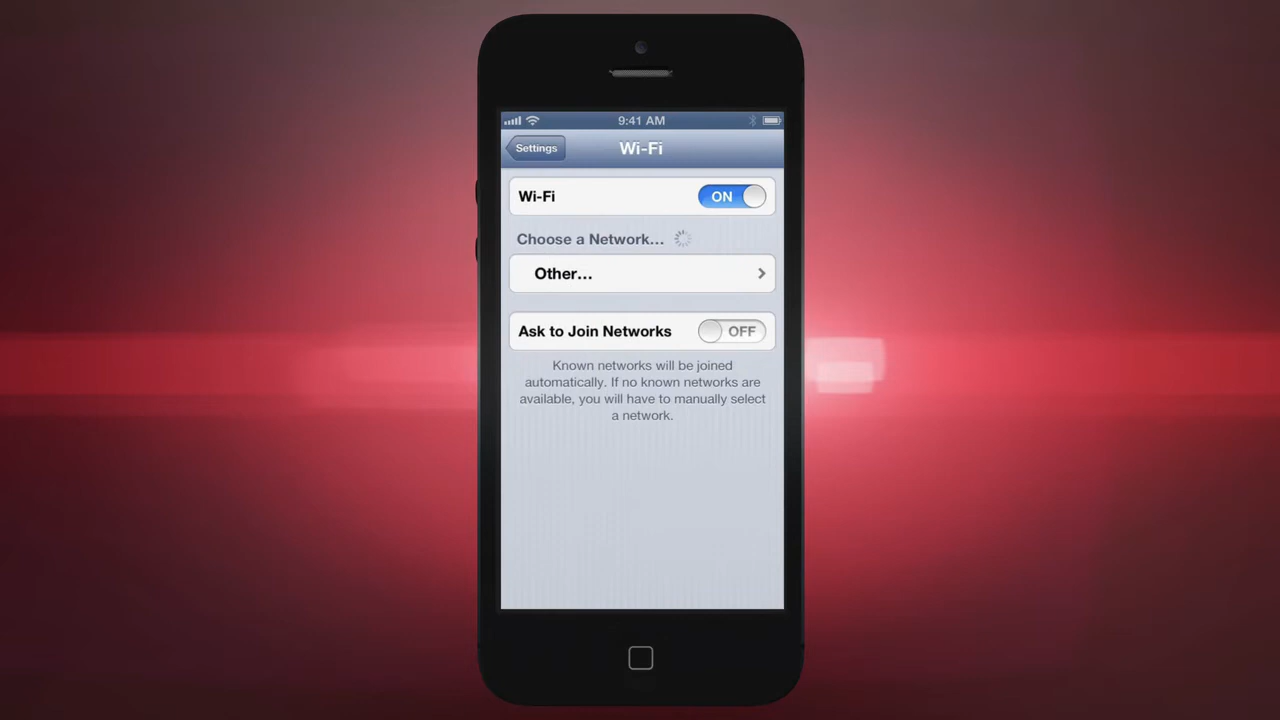 9:41 AM
Settings
Wi-Fi
Wi-Fi
ON
Choose a Network...
Other...
Ask to Join Networks
OFF
Known networks will be joined
automatically. If no known networks are
available, you will have to manually select
a network.